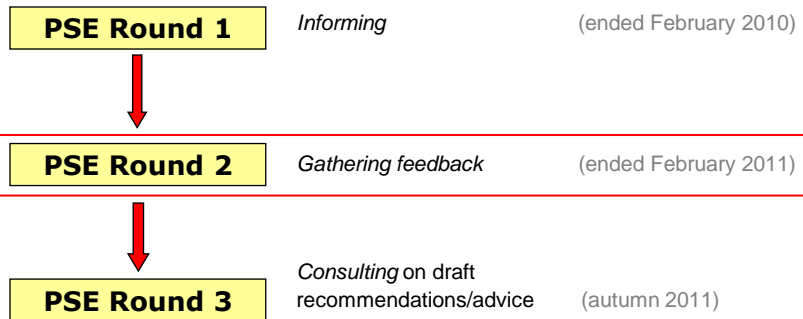 PSE Round 1 Informing (ended February 2010)
PSE Round 2 Gathering feedback (ended February 2011)
Consulting on draft
PSE Round 3 recommendations/advice (autumn 2011)